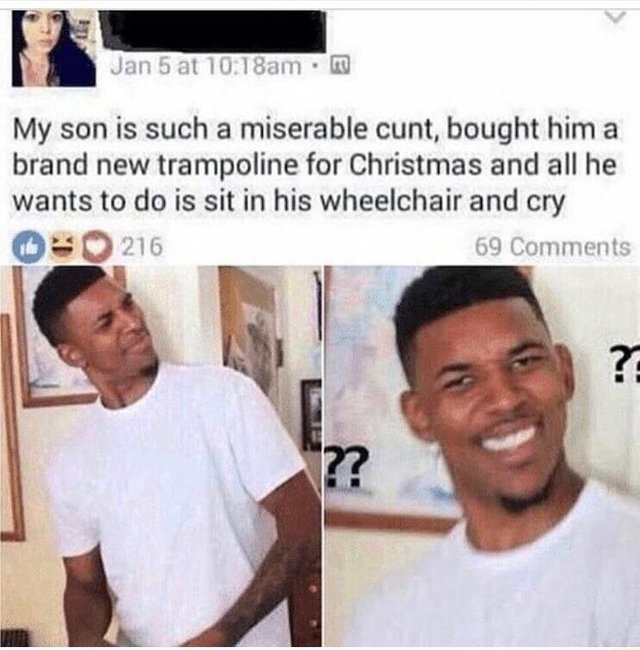 Jan 5 at 10:18am ·
My son is such a miserable cunt, bought him a
brand new trampoline for Christmas and all he
wants to do is sit in his wheelchair and cry
216
69 Comments
??
??